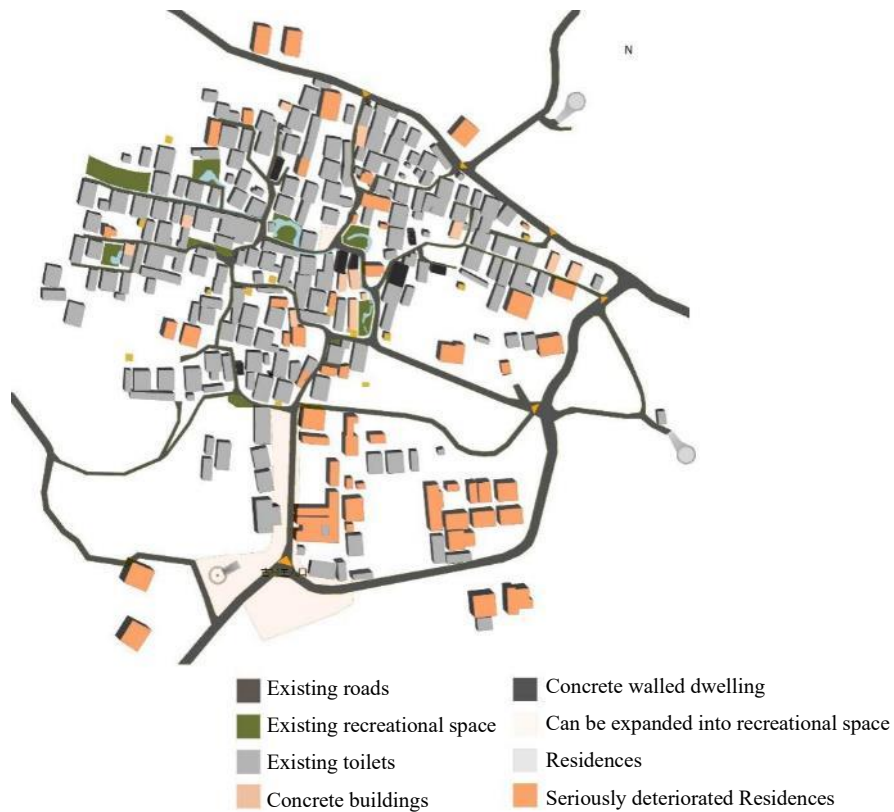 N
Existing roads
Concrete walled dwelling
Existing recreational space
Can be expanded into recreational space
Existing toilets
Residences
Concrete buildings
Seriously deteriorated Residences